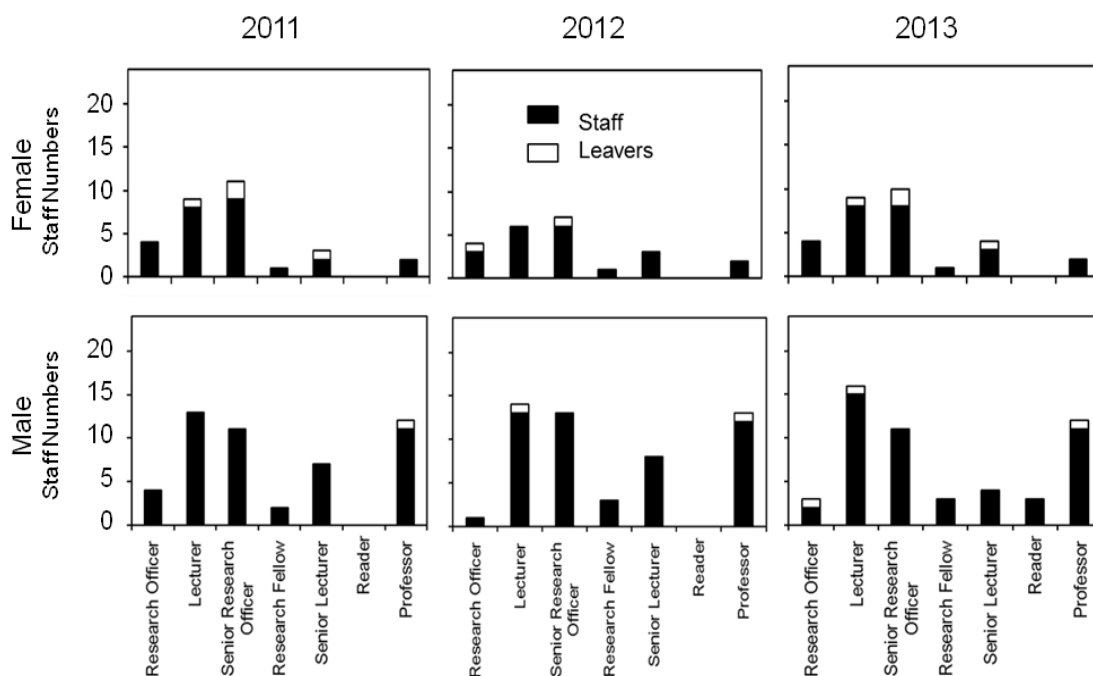 2011
2012
2013
Female
Staff Numbers
20
15
10
5
0
Staff
Leavers
Male
Staff Numbers
20
15
10
5
0
Research Officer
Lecturer
Senior Research
Officer
Research Fellow
Senior Lecturer
Reader
Professor
Research Officer
Lecturer
Senior Research
Officer
Research Fellow
Senior Lecturer
Reader
Professor
Research Officer
Lecturer
Senior Research
Officer
Research Fellow
Senior Lecturer
Reader
Professor